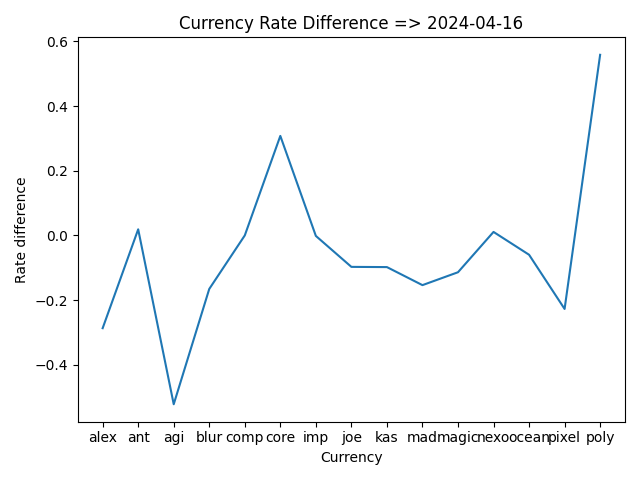 Currency Rate Difference => 2024-04-16
0.6
0.4
0.2
0.0
−0.2
−0.4
Rate difference
alex ant agi blur comp core imp joe kas mad magic nexo ocean pixel poly
Currency